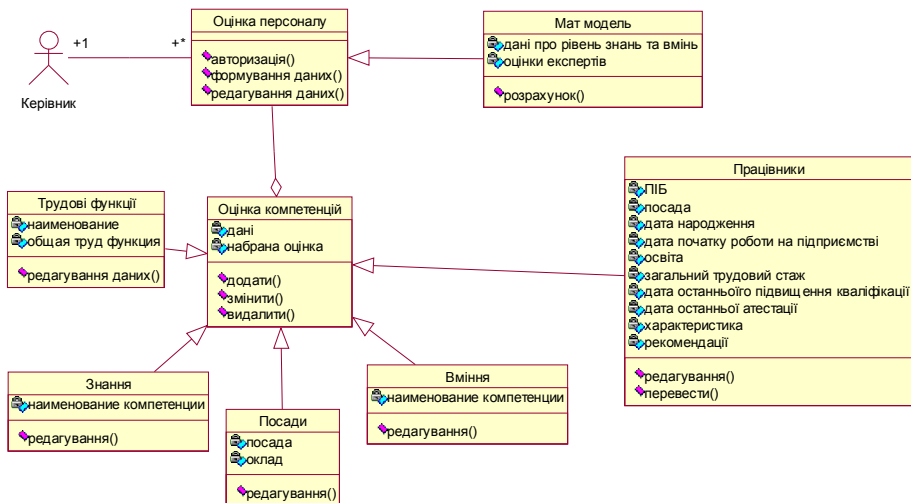 Керівник
+1
+*
Оцінка персоналу
авторизація()
формування даних()
редагування даних()
Мат модель
дані про рівень знань та вмінь
оцінки експертів
розрахунок()
Трудові функції
наименование
общая труд функция
редагування даних()
Оцінка компетенцій
дані
набрана оцінка
додати()
змінити()
видалити()
Працівники
ПІБ
посада
дата народження
дата початку роботи на підприємстві
освіта
загальний трудовий стаж
дата останньоїго підвищення кваліфікації
дата останньої атестації
характеристика
рекомендації
редагування()
перевести()
Знання
наименование компетенции
редагування()
Посади
посада
оклад
редагування()
Вміння
наименование компетенции
редагування()